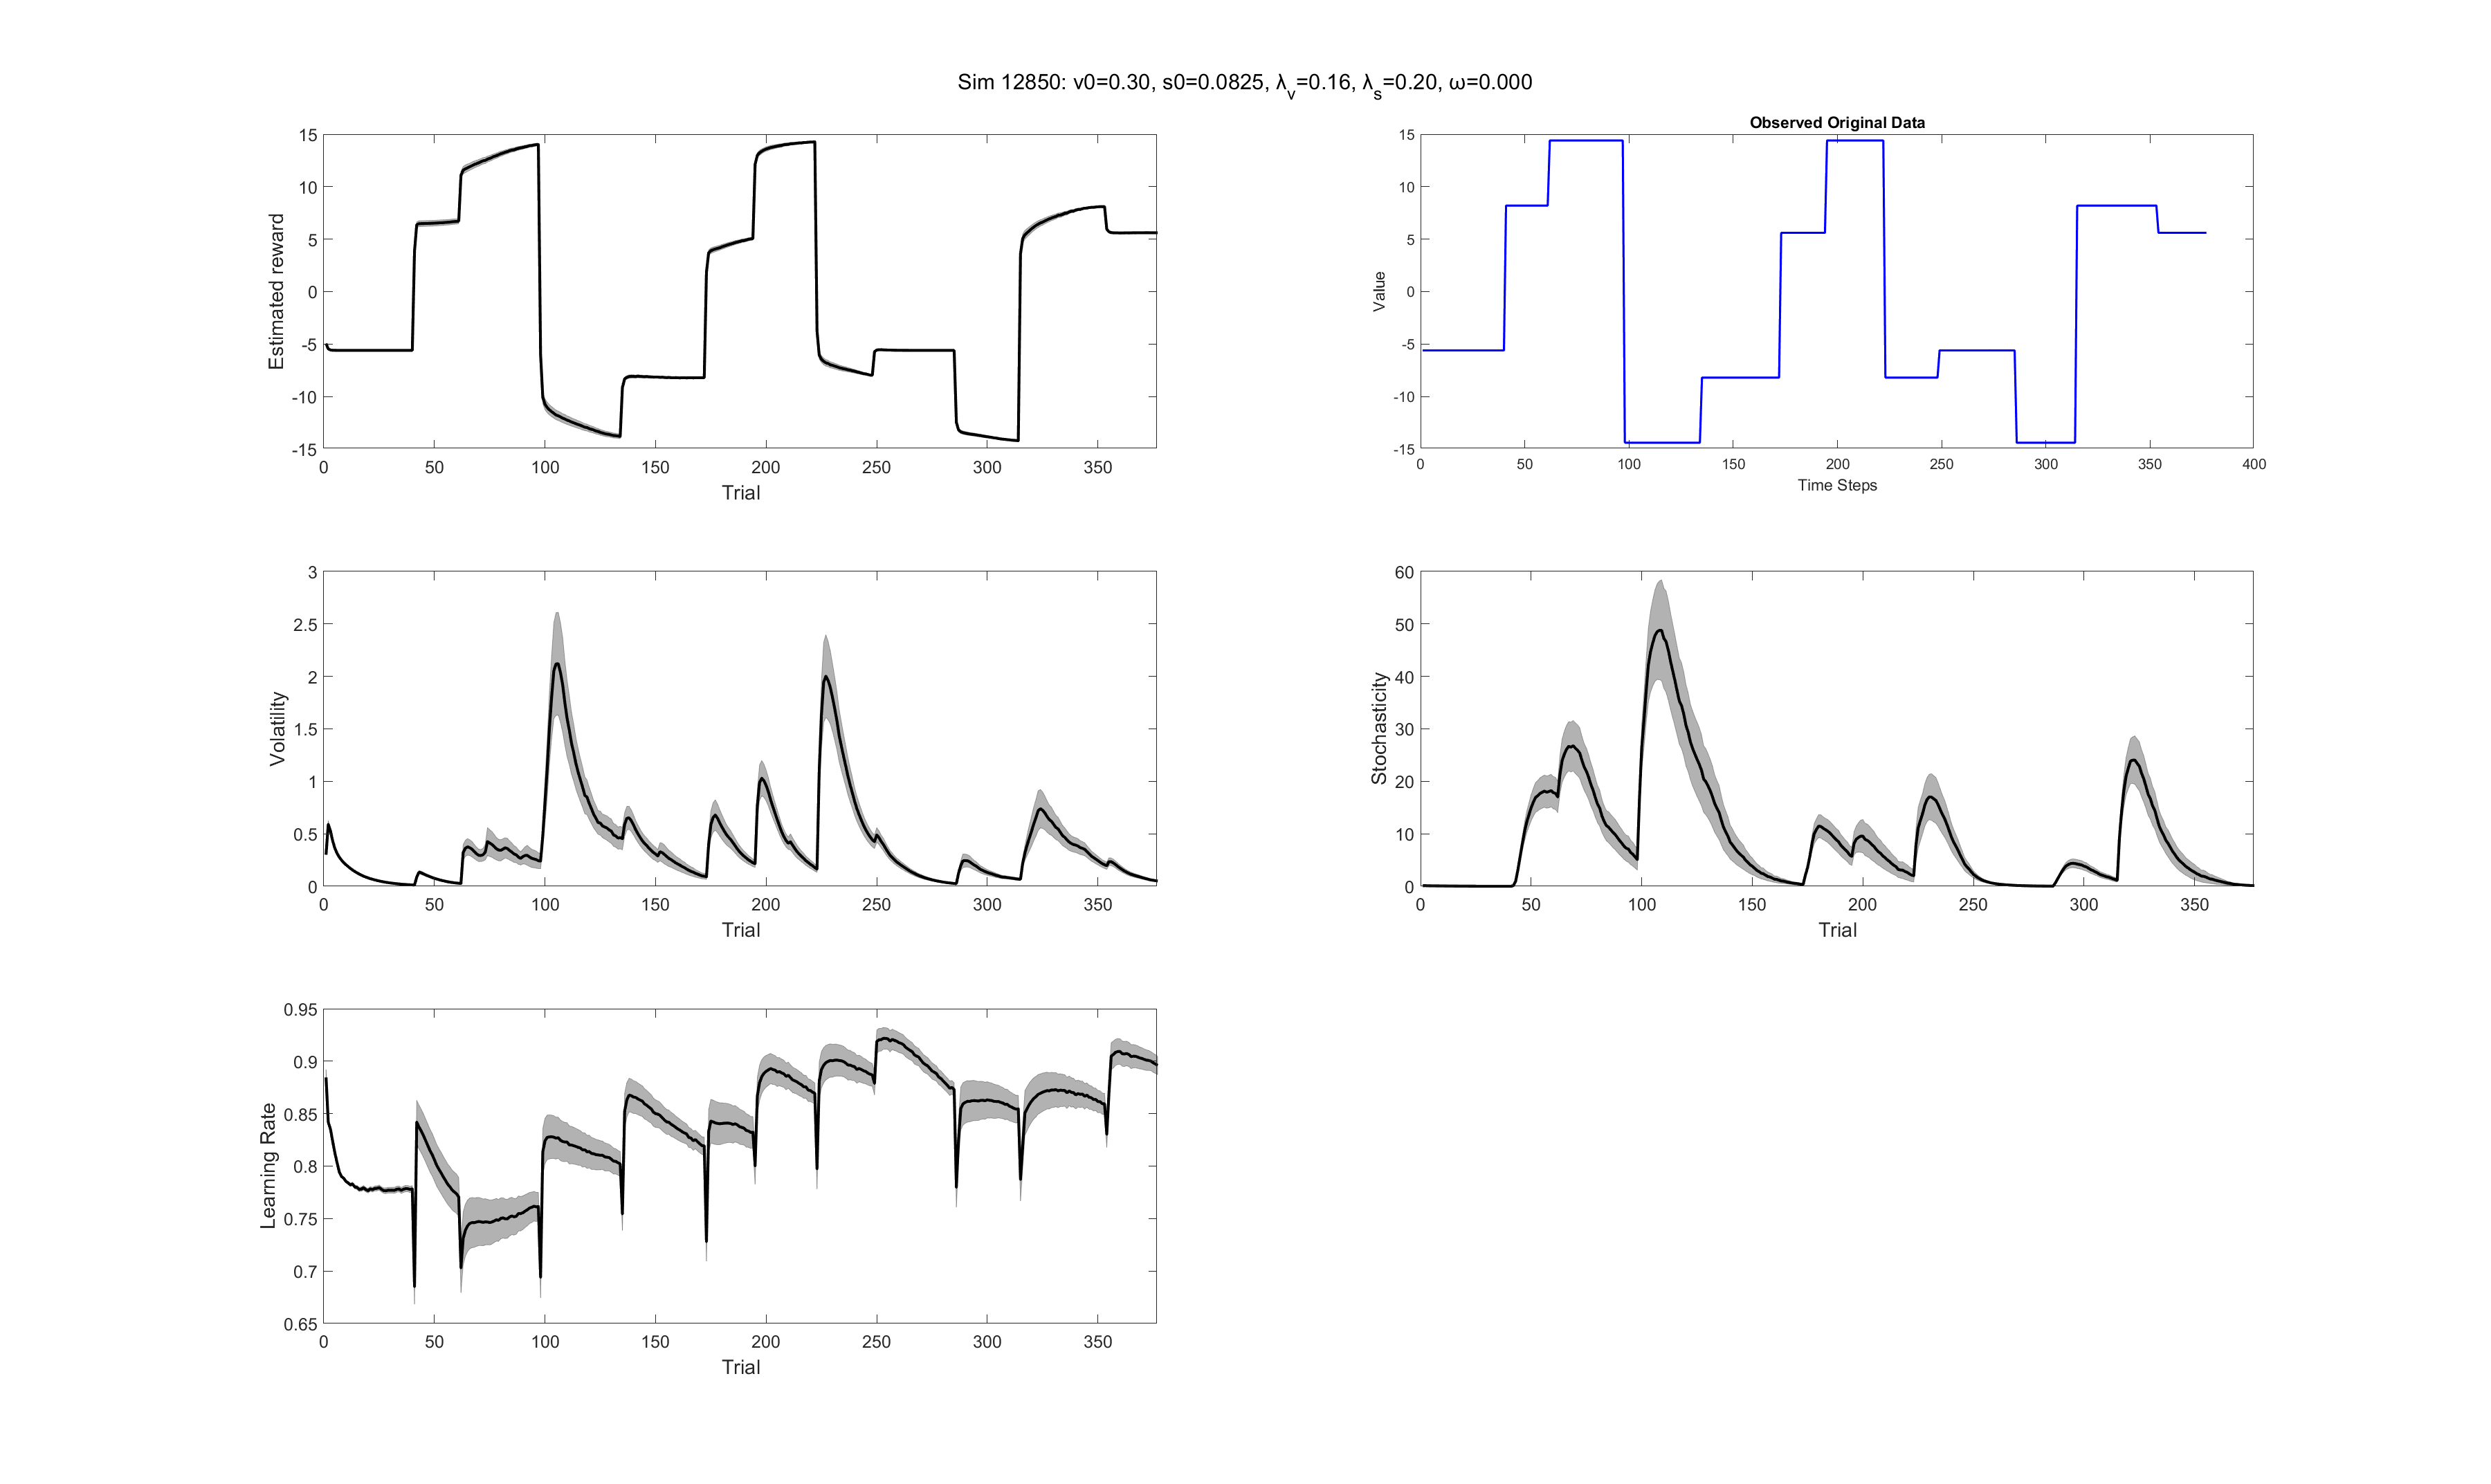 Sim 12850: v0=0.30, s0=0.0825, λv=0.16, λs=0.20, ω=0.000
Estimated reward
15
10
5
0
-5
-10
-15
0 50 100 150 200 250 300 350
Trial
Observed Original Data
Value
15
10
5
0
-5
-10
-15
0 50 100 150 200 250 300 350 400
Time Steps
Volatility
3
2.5
2
1.5
1
0.5
0
0 50 100 150 200 250 300 350
Trial
Stochasticity
60
50
40
30
20
10
0
0 50 100 150 200 250 300 350
Trial
Learning Rate
0.95
0.9
0.85
0.8
0.75
0.7
0.65
0 50 100 150 200 250 300 350
Trial